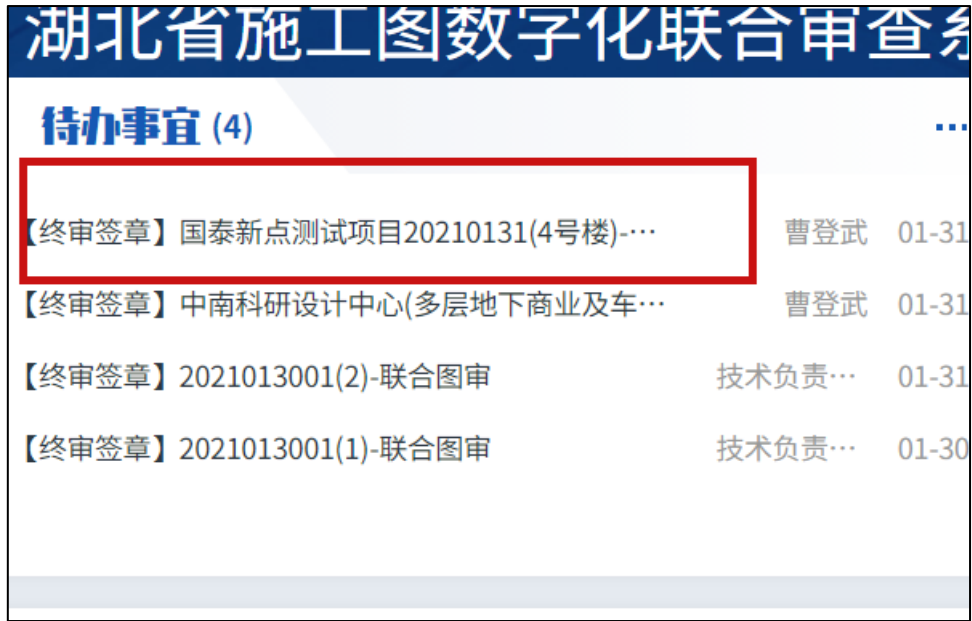 湖北省施工图数字化联合审查系
待办事宜 (4) ···
【终审签章】国泰新点测试项目20210131(4号楼)-··· 曹登武 01-31
【终审签章】中南科研设计中心(多层地下商业及车··· 曹登武 01-31
【终审签章】2021013001(2)-联合图审 技术负责··· 01-31
【终审签章】2021013001(1)-联合图审 技术负责··· 01-30